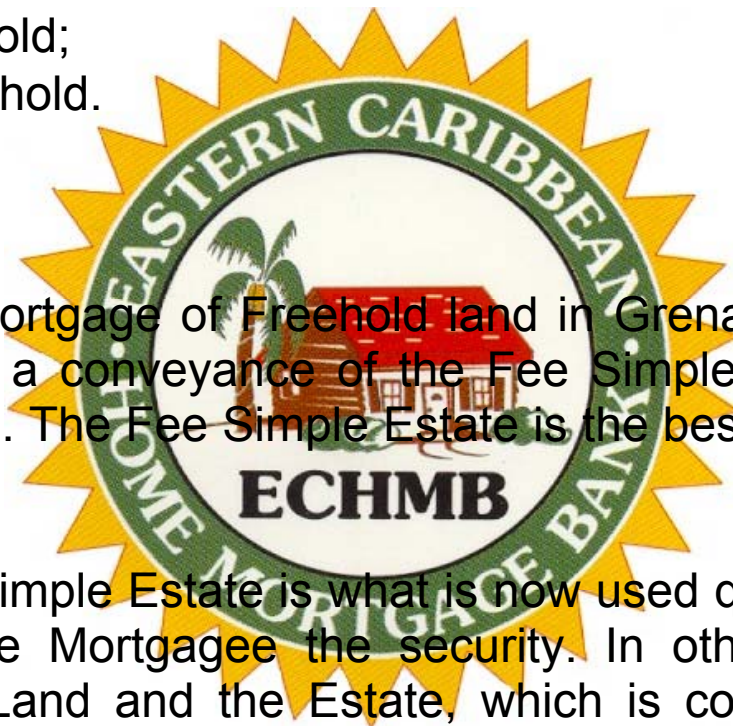 old;
hold.
EASTERN CARIBBEAN
ortgage of Freehold land in Grena
a conveyance of the Fee Simple
. The Fee Simple Estate is the bes
ECHMB
HOME MORTGAGE BANK
Simple Estate is what is now used
e Mortgagee the security. In oth
Land and the Estate, which is co